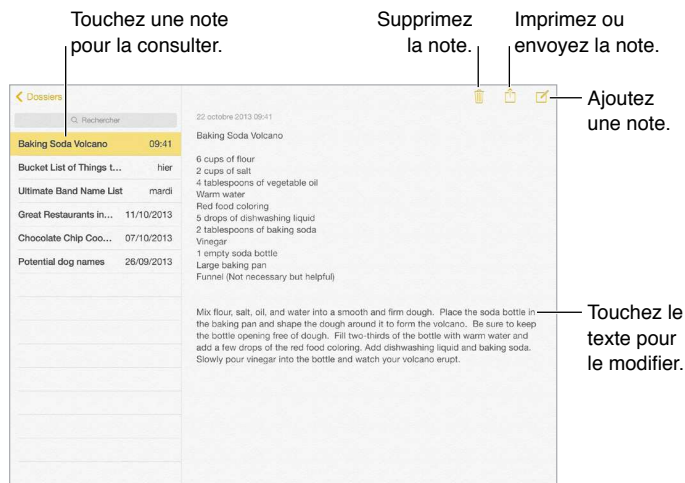 Touchez une note
pour la consulter.
Supprimez
la note.
Imprimez ou
envoyez la note.
Ajoutez
une note.
Dossiers
Rechercher
Baking Soda Volcano 09:41
Bucket List of Things t... hier
Ultimate Band Name List mardi
Great Restaurants in... 11/10/2013
Chocolate Chip Coo... 07/10/2013
Potential dog names 26/09/2013
22 octobre 2013 09:41
Baking Soda Volcano
6 cups of flour
2 cups of salt
4 tablespoons of vegetable oil
Warm water
Red food coloring
5 drops of dishwashing liquid
2 tablespoons of baking soda
Vinegar
1 empty soda bottle
Large baking pan
Funnel (Not necessary but helpful)
Mix flour, salt, oil, and water into a smooth and firm dough. Place the soda bottle in
the baking pan and shape the dough around it to form the volcano. Be sure to keep
the bottle opening free of dough. Fill two-thirds of the bottle with warm water and
add a few drops of the red food coloring. Add dishwashing liquid and baking soda.
Slowly pour vinegar into the bottle and watch your volcano erupt.
Touchez le
texte pour
le modifier.